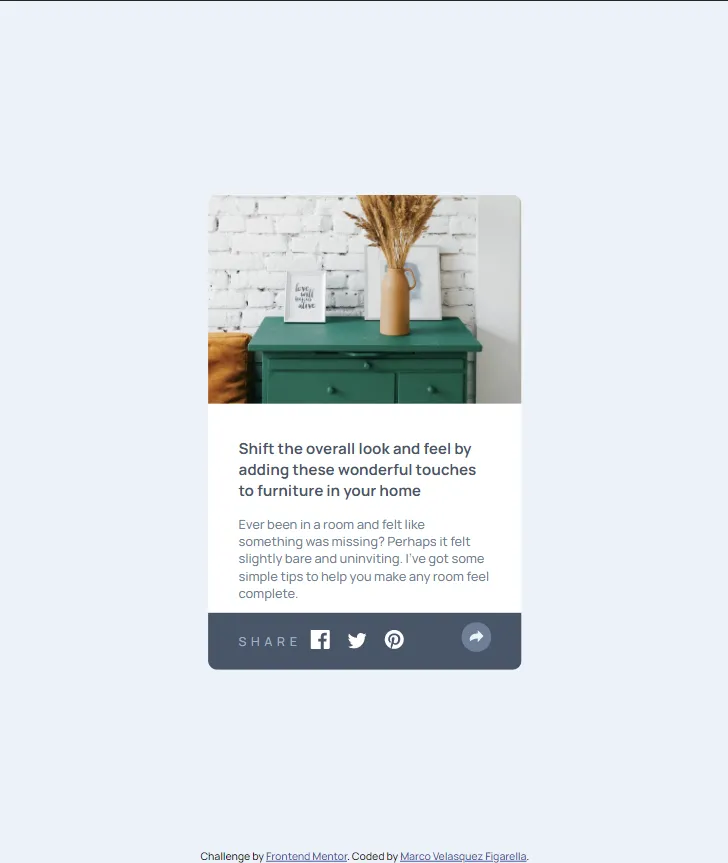 love
will
keep us
alive
Shift the overall look and feel by
adding these wonderful touches
to furniture in your home
Ever been in a room and felt like
something was missing? Perhaps it felt
slightly bare and uninviting. I've got some
simple tips to help you make any room feel
complete.
SHARE
Challenge by Frontend Mentor. Coded by Marco Velasquez Figarella.